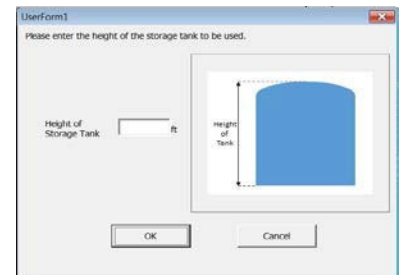 UserForm1
Please enter the height of the storage tank to be used.
Height of
Storage Tank
ft
Height
of
Tank
OK
Cancel